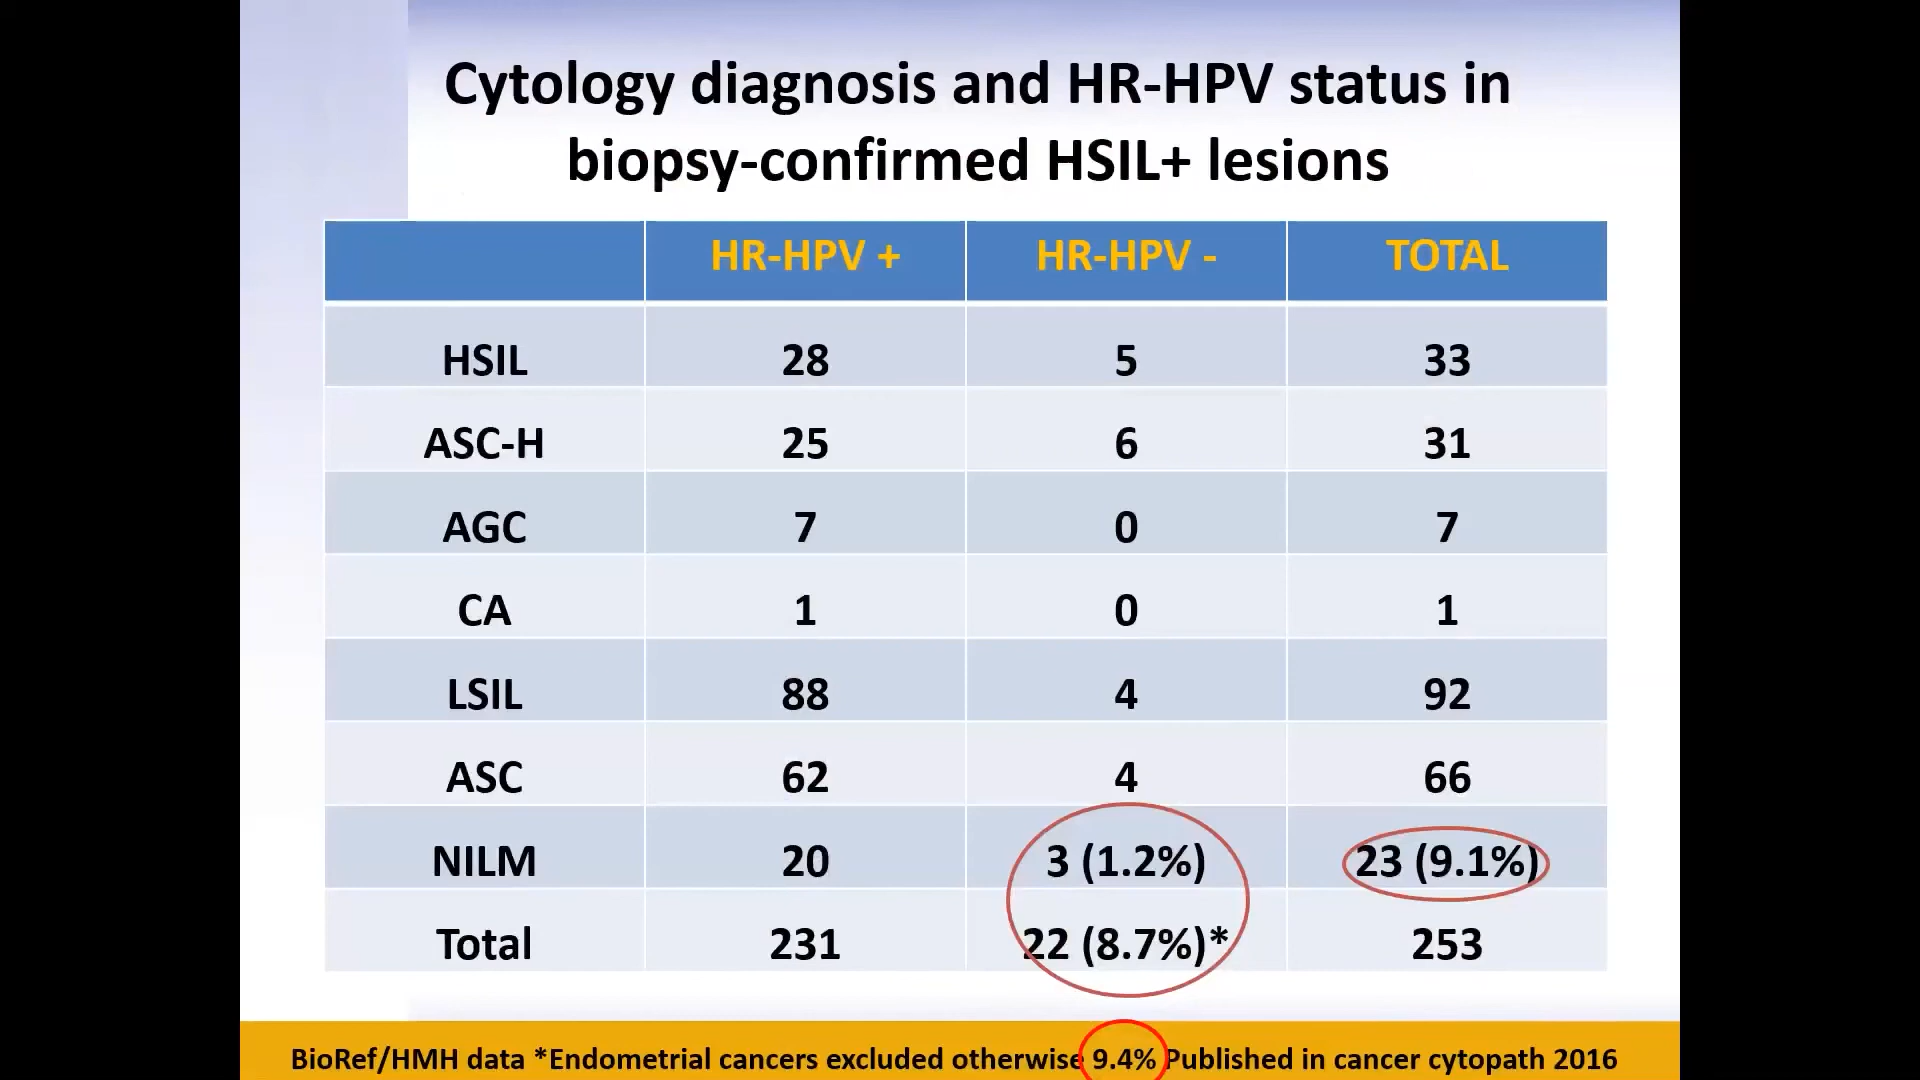 Cytology diagnosis and HR-HPV status in
biopsy-confirmed HSIL+ lesions
HR-HPV + HR-HPV - TOTAL
HSIL 28 5 33
ASC-H 25 6 31
AGC 7 0 7
CA 1 0 1
LSIL 88 4 92
ASC 62 4 66
NILM 20 3 (1.2%) 23 (9.1%)
Total 231 22 (8.7%)* 253
BioRef/HMH data *Endometrial cancers excluded otherwise 9.4% Published in cancer cytopath 2016